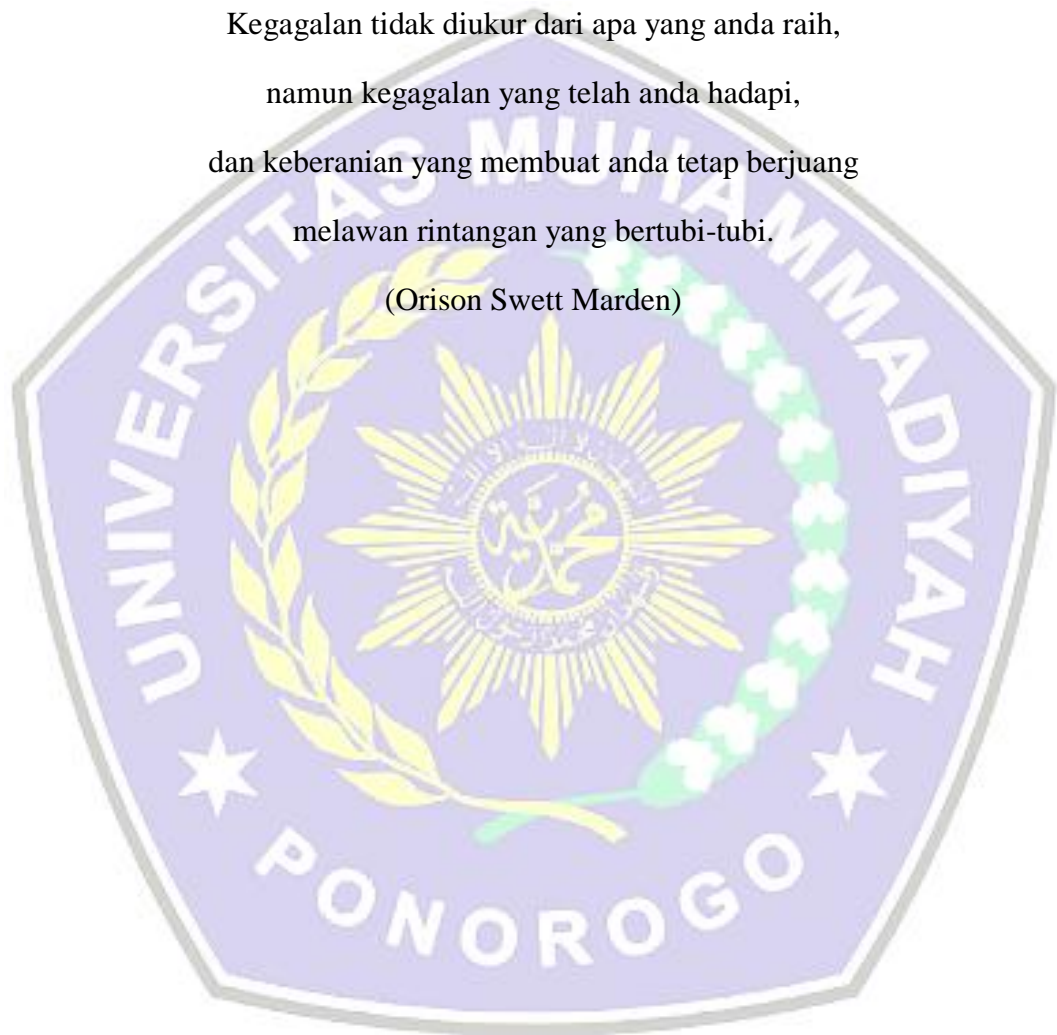 Kegagalan tidak diukur dari apa yang anda raih,
namun kegagalan yang telah anda hadapi,
dan keberanian yang membuat anda tetap berjuang
melawan rintangan yang bertubi-tubi.
(Orison Swett Marden)
UNIVERSITAS MUHAMMADIYAH
محمدية
PONOROGO